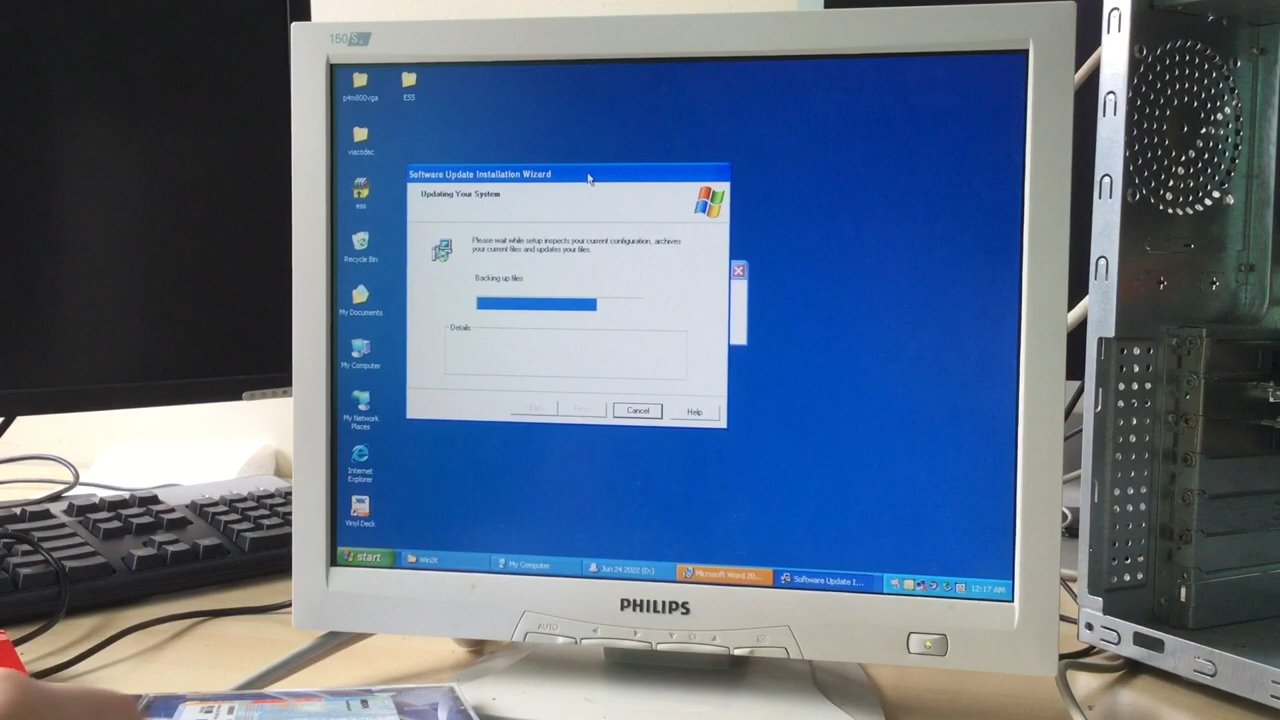 150S
p4m800vga
ESS
viacodec
ess
Recycle Bin
My Documents
My Computer
My Network
Places
Internet
Explorer
Vinyl Deck
Software Update Installation Wizard
Updating Your System
Please wait while setup inspects your current configuration, archives
your current files and updates your files.
Backing up files
Details
Cancel
Help
start
Win2K
My Computer
Jun 24 2022 (D:)
Microsoft Word 20...
Software Update I...
12:17 AM
PHILIPS
AUTO